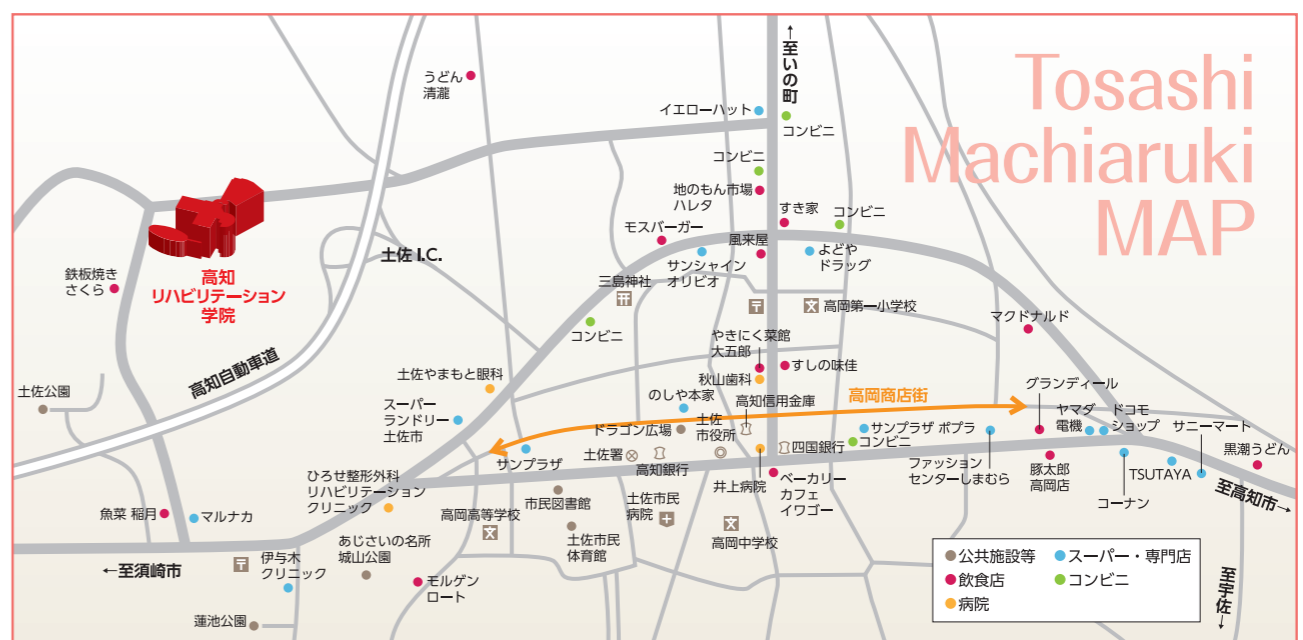 Tosashi
Machiaruki
MAP
↑至いの町
うどん
清瀧
イエローハット
コンビニ
コンビニ
地のもん市場
ハレタ
すき家
コンビニ
モスバーガー
風来屋
サンシャイン
オリビオ
よどや
ドラッグ
土佐 I.C.
三島神社
高岡第一小学校
鉄板焼き
さくら
高知
リハビリテーション
学院
コンビニ
マクドナルド
やきにく菜館
大五郎
すしの味佳
高知自動車道
土佐やまもと眼科
秋山歯科
高岡商店街
グランディール
土佐公園
スーパー
ランドリー
土佐市
のしや本家
高知信用金庫
ヤマダ
電機
ドコモ
ショップ
サニーマート
ドラゴン広場
土佐
市役所
サンプラザ ポプラ
コンビニ
黒潮うどん
サンプラザ
土佐署
高知銀行
四国銀行
ファッション
センターしまむら
豚太郎
高岡店
TSUTAYA
コーナン
至高知市→
ひろせ整形外科
リハビリテーション
クリニック
井上病院
ベーカリー
カフェ
イワゴー
市民図書館
土佐市民
病院
魚菜 稲月
マルナカ
高岡高等学校
土佐市民
体育館
高岡中学校
←至須崎市
伊与木
クリニック
あじさいの名所
城山公園
モルゲン
ロート
蓮池公園
公共施設等
スーパー・専門店
飲食店
コンビニ
病院
至宇佐→